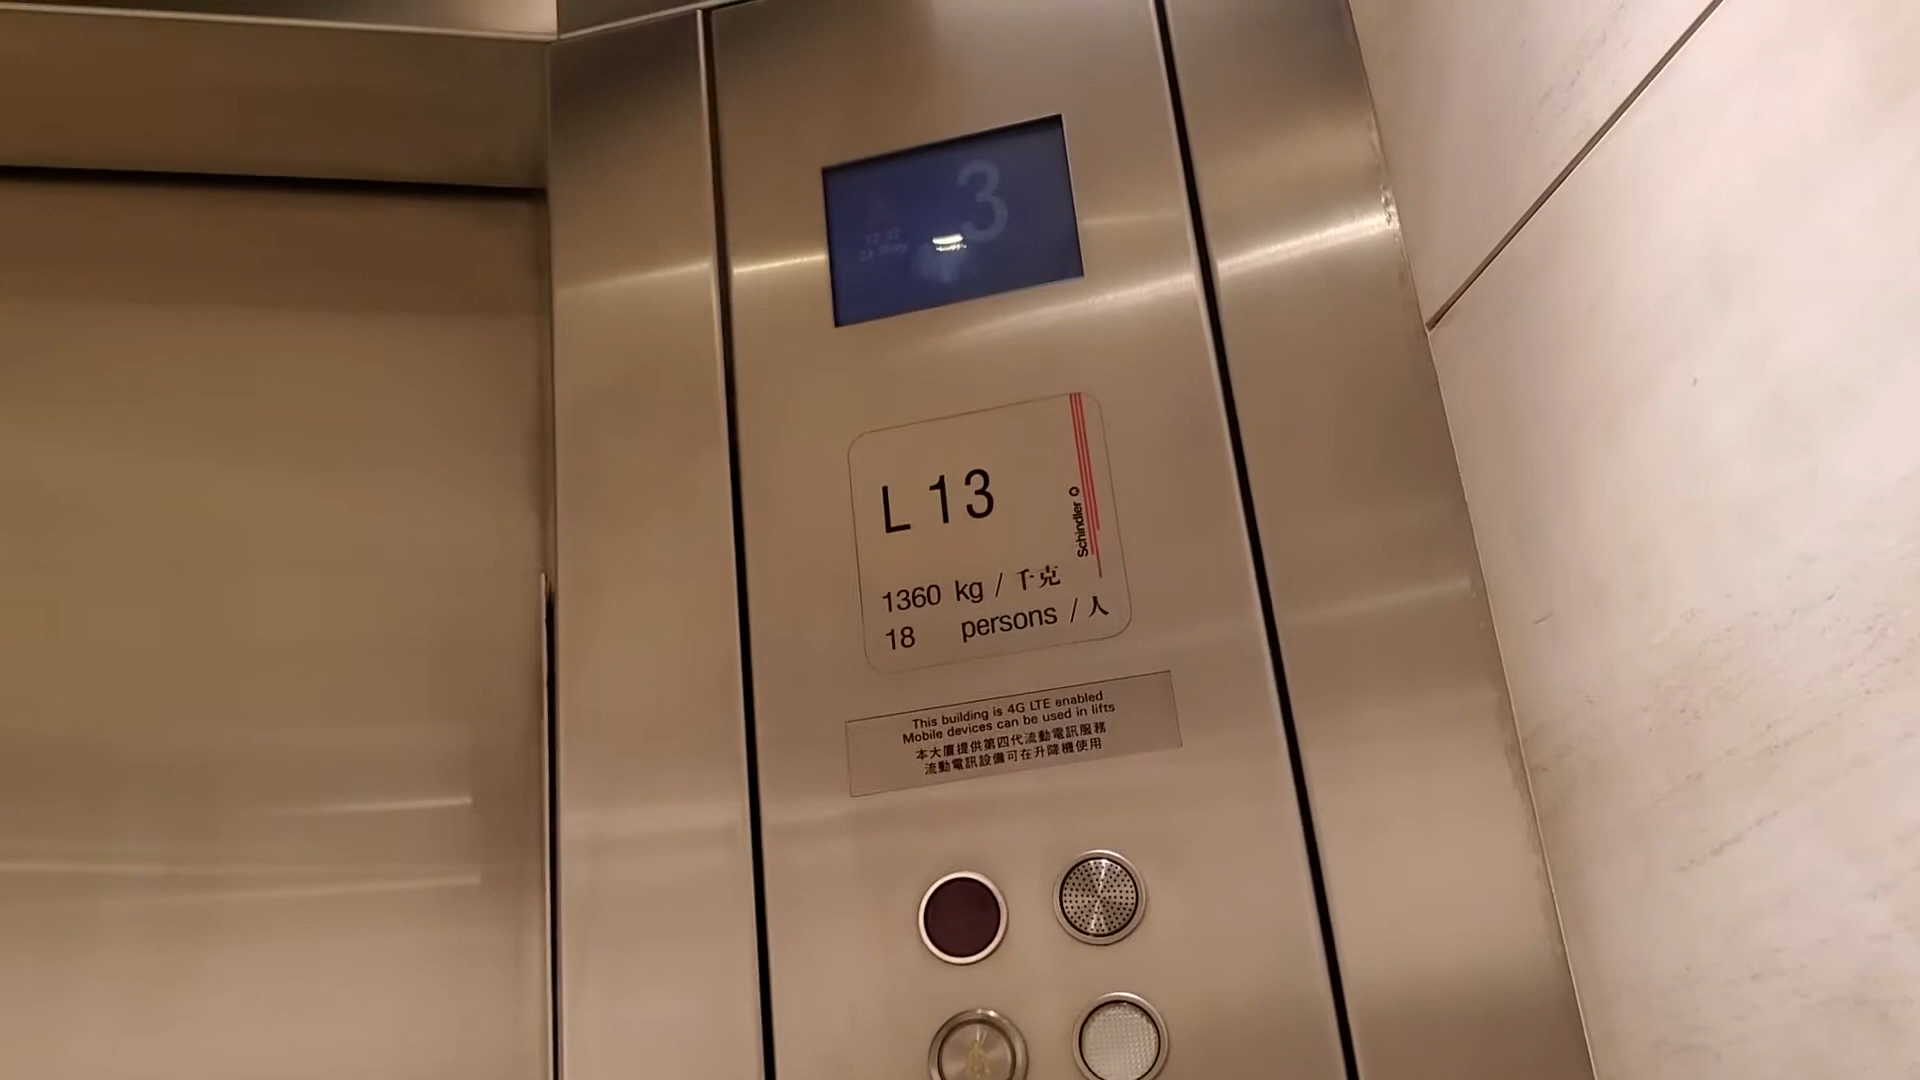 3
L 13
Schindler
1360 kg / 千克
18 persons / 人
This building is 4G LTE enabled
Mobile devices can be used in lifts
本大廈提供第四代流動電訊服務
流動電訊設備可在升降機使用